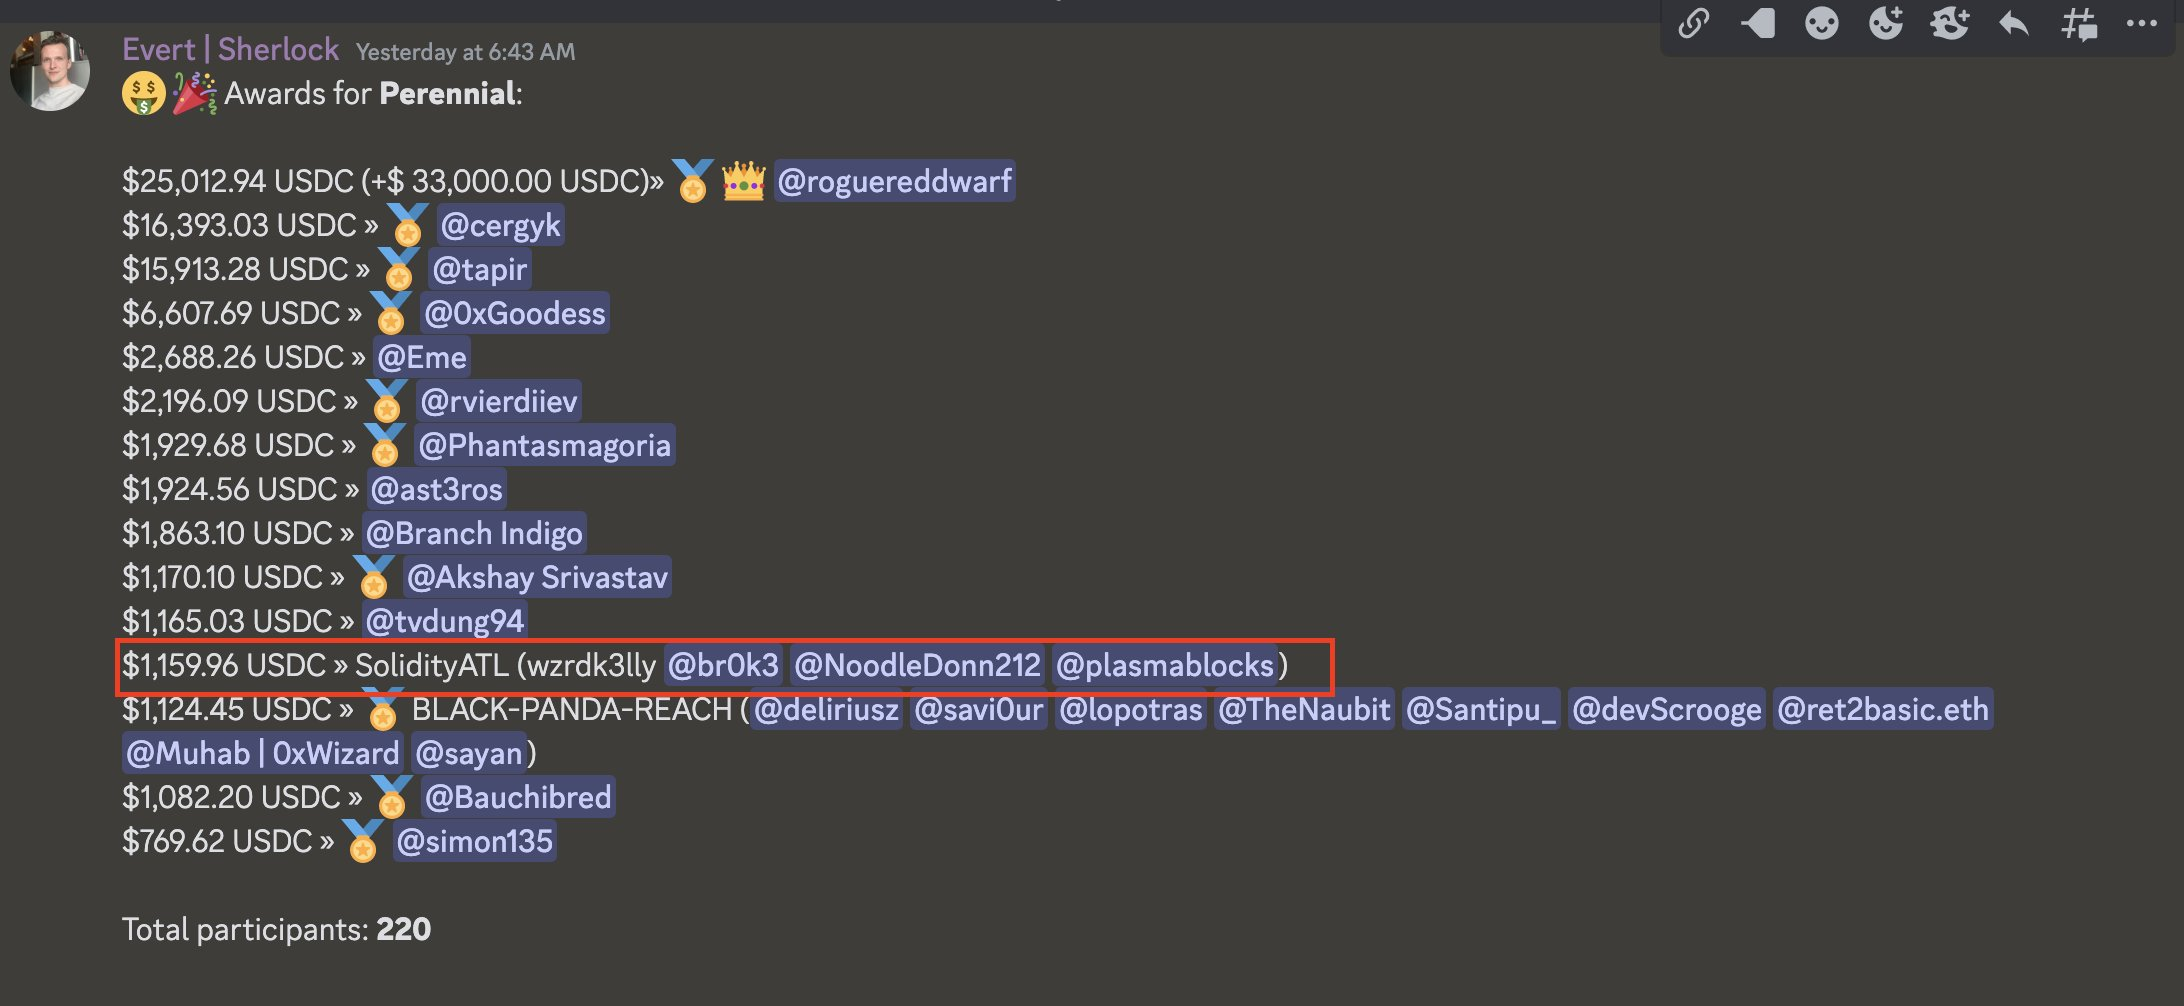 Evert | Sherlock Yesterday at 6:43 AM
Awards for Perennial:
$25,012.94 USDC (+$ 33,000.00 USDC)» @roguereddwarf
$16,393.03 USDC » @cergyk
$15,913.28 USDC » @tapir
$6,607.69 USDC » @0xGoodess
$2,688.26 USDC » @Eme
$2,196.09 USDC » @rvierdiiev
$1,929.68 USDC » @Phantasmagoria
$1,924.56 USDC » @ast3ros
$1,863.10 USDC » @Branch Indigo
$1,170.10 USDC » @Akshay Srivastav
$1,165.03 USDC » @tvdung94
$1,159.96 USDC » SolidityATL (wzrdk3lly @br0k3 @NoodleDonn212 @plasmablocks)
$1,124.45 USDC » BLACK-PANDA-REACH (@deliriusz @savi0ur @lopotras @TheNaubit @Santipu_ @devScrooge @ret2basic.eth
@Muhab | 0xWizard @sayan)
$1,082.20 USDC » @Bauchibred
$769.62 USDC » @simon135
Total participants: 220